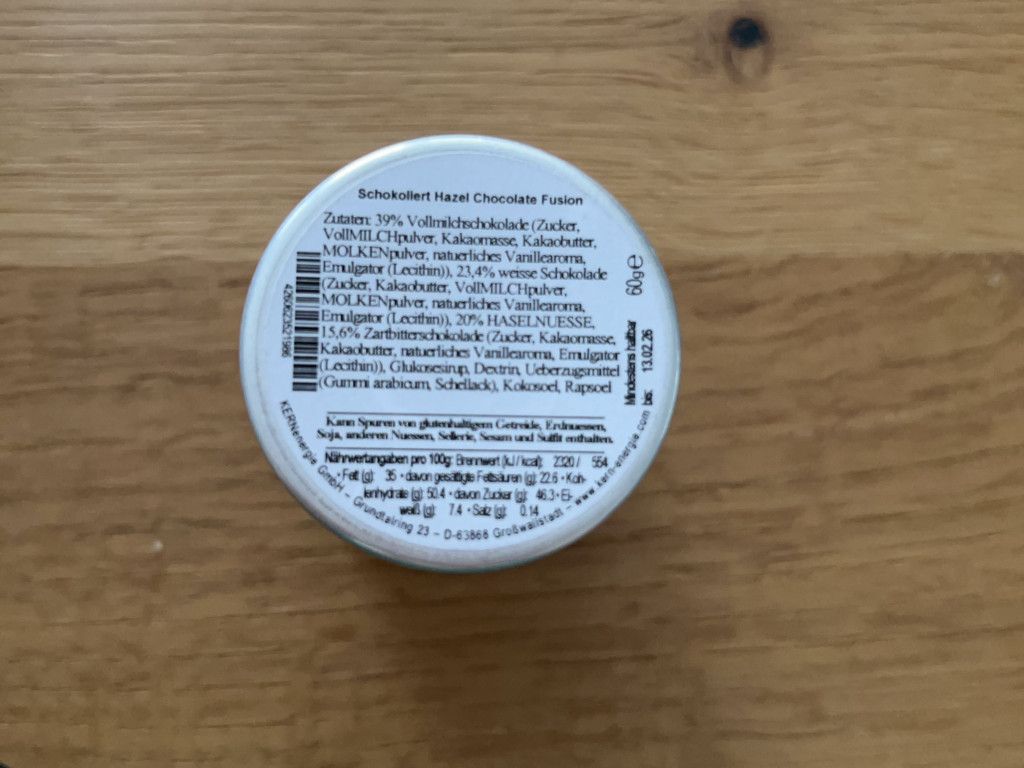 Schokoliert Hazel Chocolate Fusion
Zutaten: 39% Vollmilchschokolade (Zucker,
VollMILCHpulver, Kakaomasse, Kakaobutter,
MOLKENpulver, natuerliches Vanillearoma,
Emulgator (Lecithin)), 23,4% weisse Schokolade
(Zucker, Kakaobutter, VollMILCHpulver,
MOLKENpulver, natuerliches Vanillearoma,
Emulgator (Lecithin)), 20% HASELNUESSE,
15,6% Zartbitterschokolade (Zucker, Kakaomasse,
Kakaobutter, natuerliches Vanillearoma, Emulgator
(Lecithin)), Glukosesirup, Dextrin, Ueberzugsmittel
(Gummi arabicum, Schellack), Kokosoel, Rapsoel
Kann Spuren von glutenhaltigem Getreide, Erdnuessen,
Soja, anderen Nuessen, Sellerie, Sesam und Sulfit enthalten.
Nährwertangaben pro 100g: Brennwert (kJ / kcal): 2320 / 554
• Fett (g): 35 • davon gesättigte Fettsäuren (g): 22.6 • Koh-
lenhydrate (g): 50.4 • davon Zucker (g): 46.3 • Ei-
weiß (g): 7.4 • Salz (g): 0.14
KERNenergie GmbH – Grundtalring 23 – D-63868 Großwallstadt – www.kern-energie.com
60g e
Mindestens haltbar
bis: 13.02.26